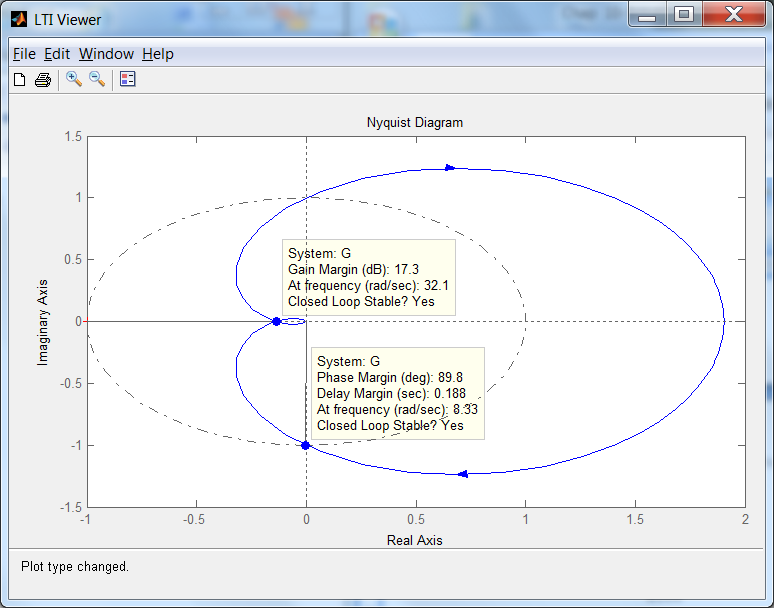 LTI Viewer
File Edit Window Help
Nyquist Diagram
1.5
1
0.5
0
-0.5
-1
-1.5
Imaginary Axis
System: G
Gain Margin (dB): 17.3
At frequency (rad/sec): 32.1
Closed Loop Stable? Yes
System: G
Phase Margin (deg): 89.8
Delay Margin (sec): 0.188
At frequency (rad/sec): 8.33
Closed Loop Stable? Yes
-1 -0.5 0 0.5 1 1.5 2
Real Axis
Plot type changed.